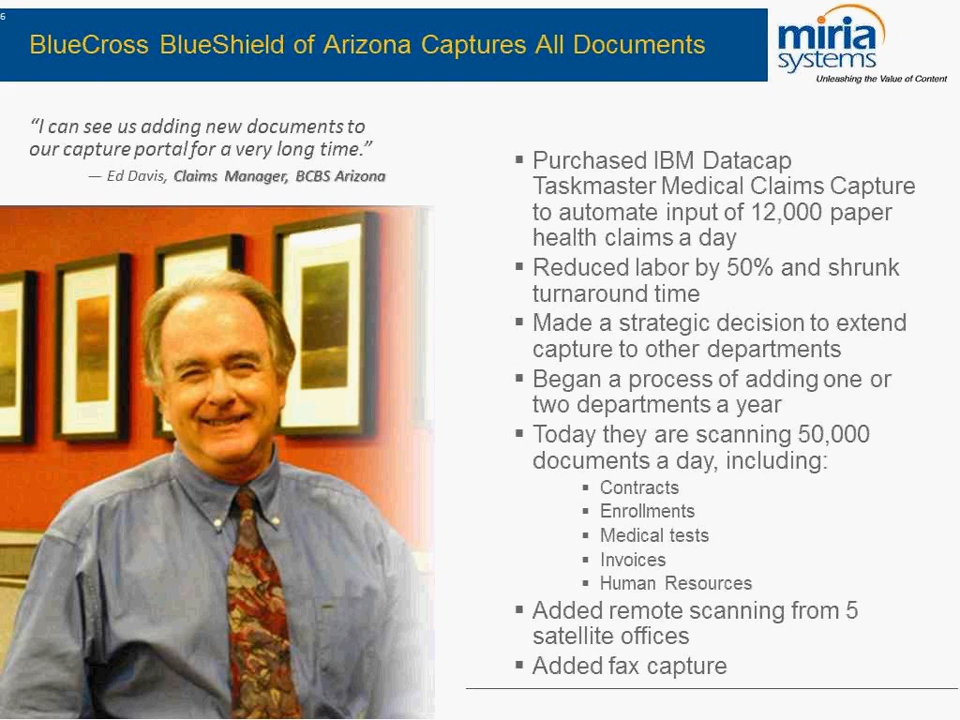 6
BlueCross BlueShield of Arizona Captures All Documents
miria
systems
Unleashing the Value of Content
“I can see us adding new documents to
our capture portal for a very long time.”
— Ed Davis, Claims Manager, BCBS Arizona
▪ Purchased IBM Datacap
Taskmaster Medical Claims Capture
to automate input of 12,000 paper
health claims a day
▪ Reduced labor by 50% and shrunk
turnaround time
▪ Made a strategic decision to extend
capture to other departments
▪ Began a process of adding one or
two departments a year
▪ Today they are scanning 50,000
documents a day, including:
▪ Contracts
▪ Enrollments
▪ Medical tests
▪ Invoices
▪ Human Resources
▪ Added remote scanning from 5
satellite offices
▪ Added fax capture